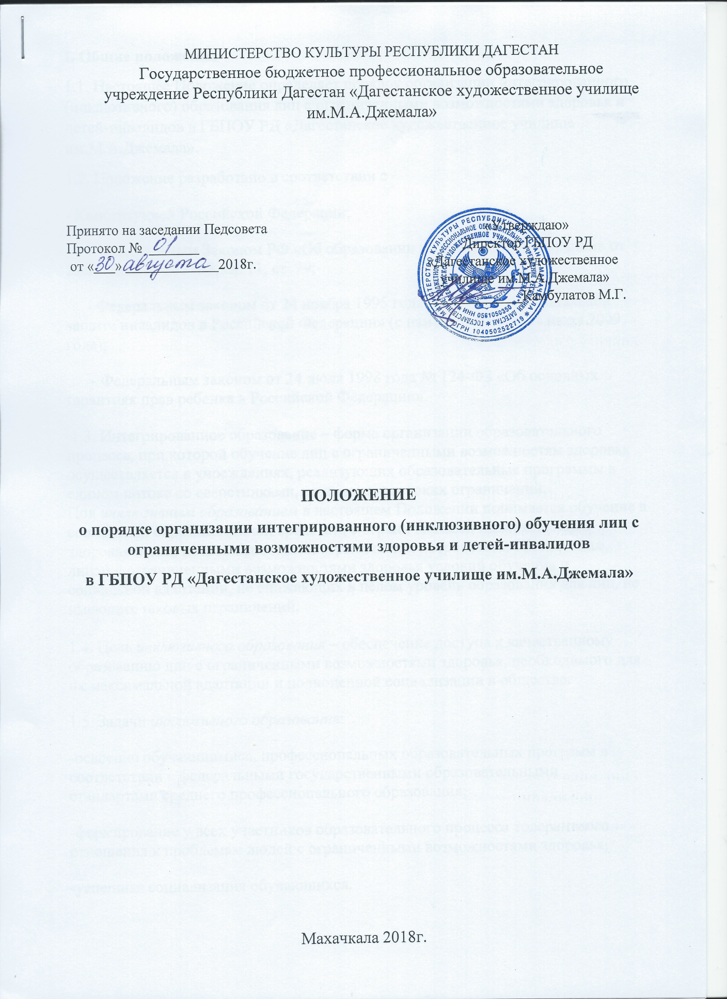 МИНИСТЕРСТВО КУЛЬТУРЫ РЕСПУБЛИКИ ДАГЕСТАН
Государственное бюджетное профессиональное образовательное
учреждение Республики Дагестан «Дагестанское художественное училище
им.М.А.Джемала»
Принято на заседании Педсовета
Протокол № 01
от «30» августа 2018г.
«Утверждаю»
Директор ГБПОУ РД
«Дагестанское художественное
училище им.М.А.Джемала»
Камбулатов М.Г.
ИНН 0561050350
ОГРН 1040502522719
ПОЛОЖЕНИЕ
о порядке организации интегрированного (инклюзивного) обучения лиц с
ограниченными возможностями здоровья и детей-инвалидов
в ГБПОУ РД «Дагестанское художественное училище им.М.А.Джемала»
Махачкала 2018г.